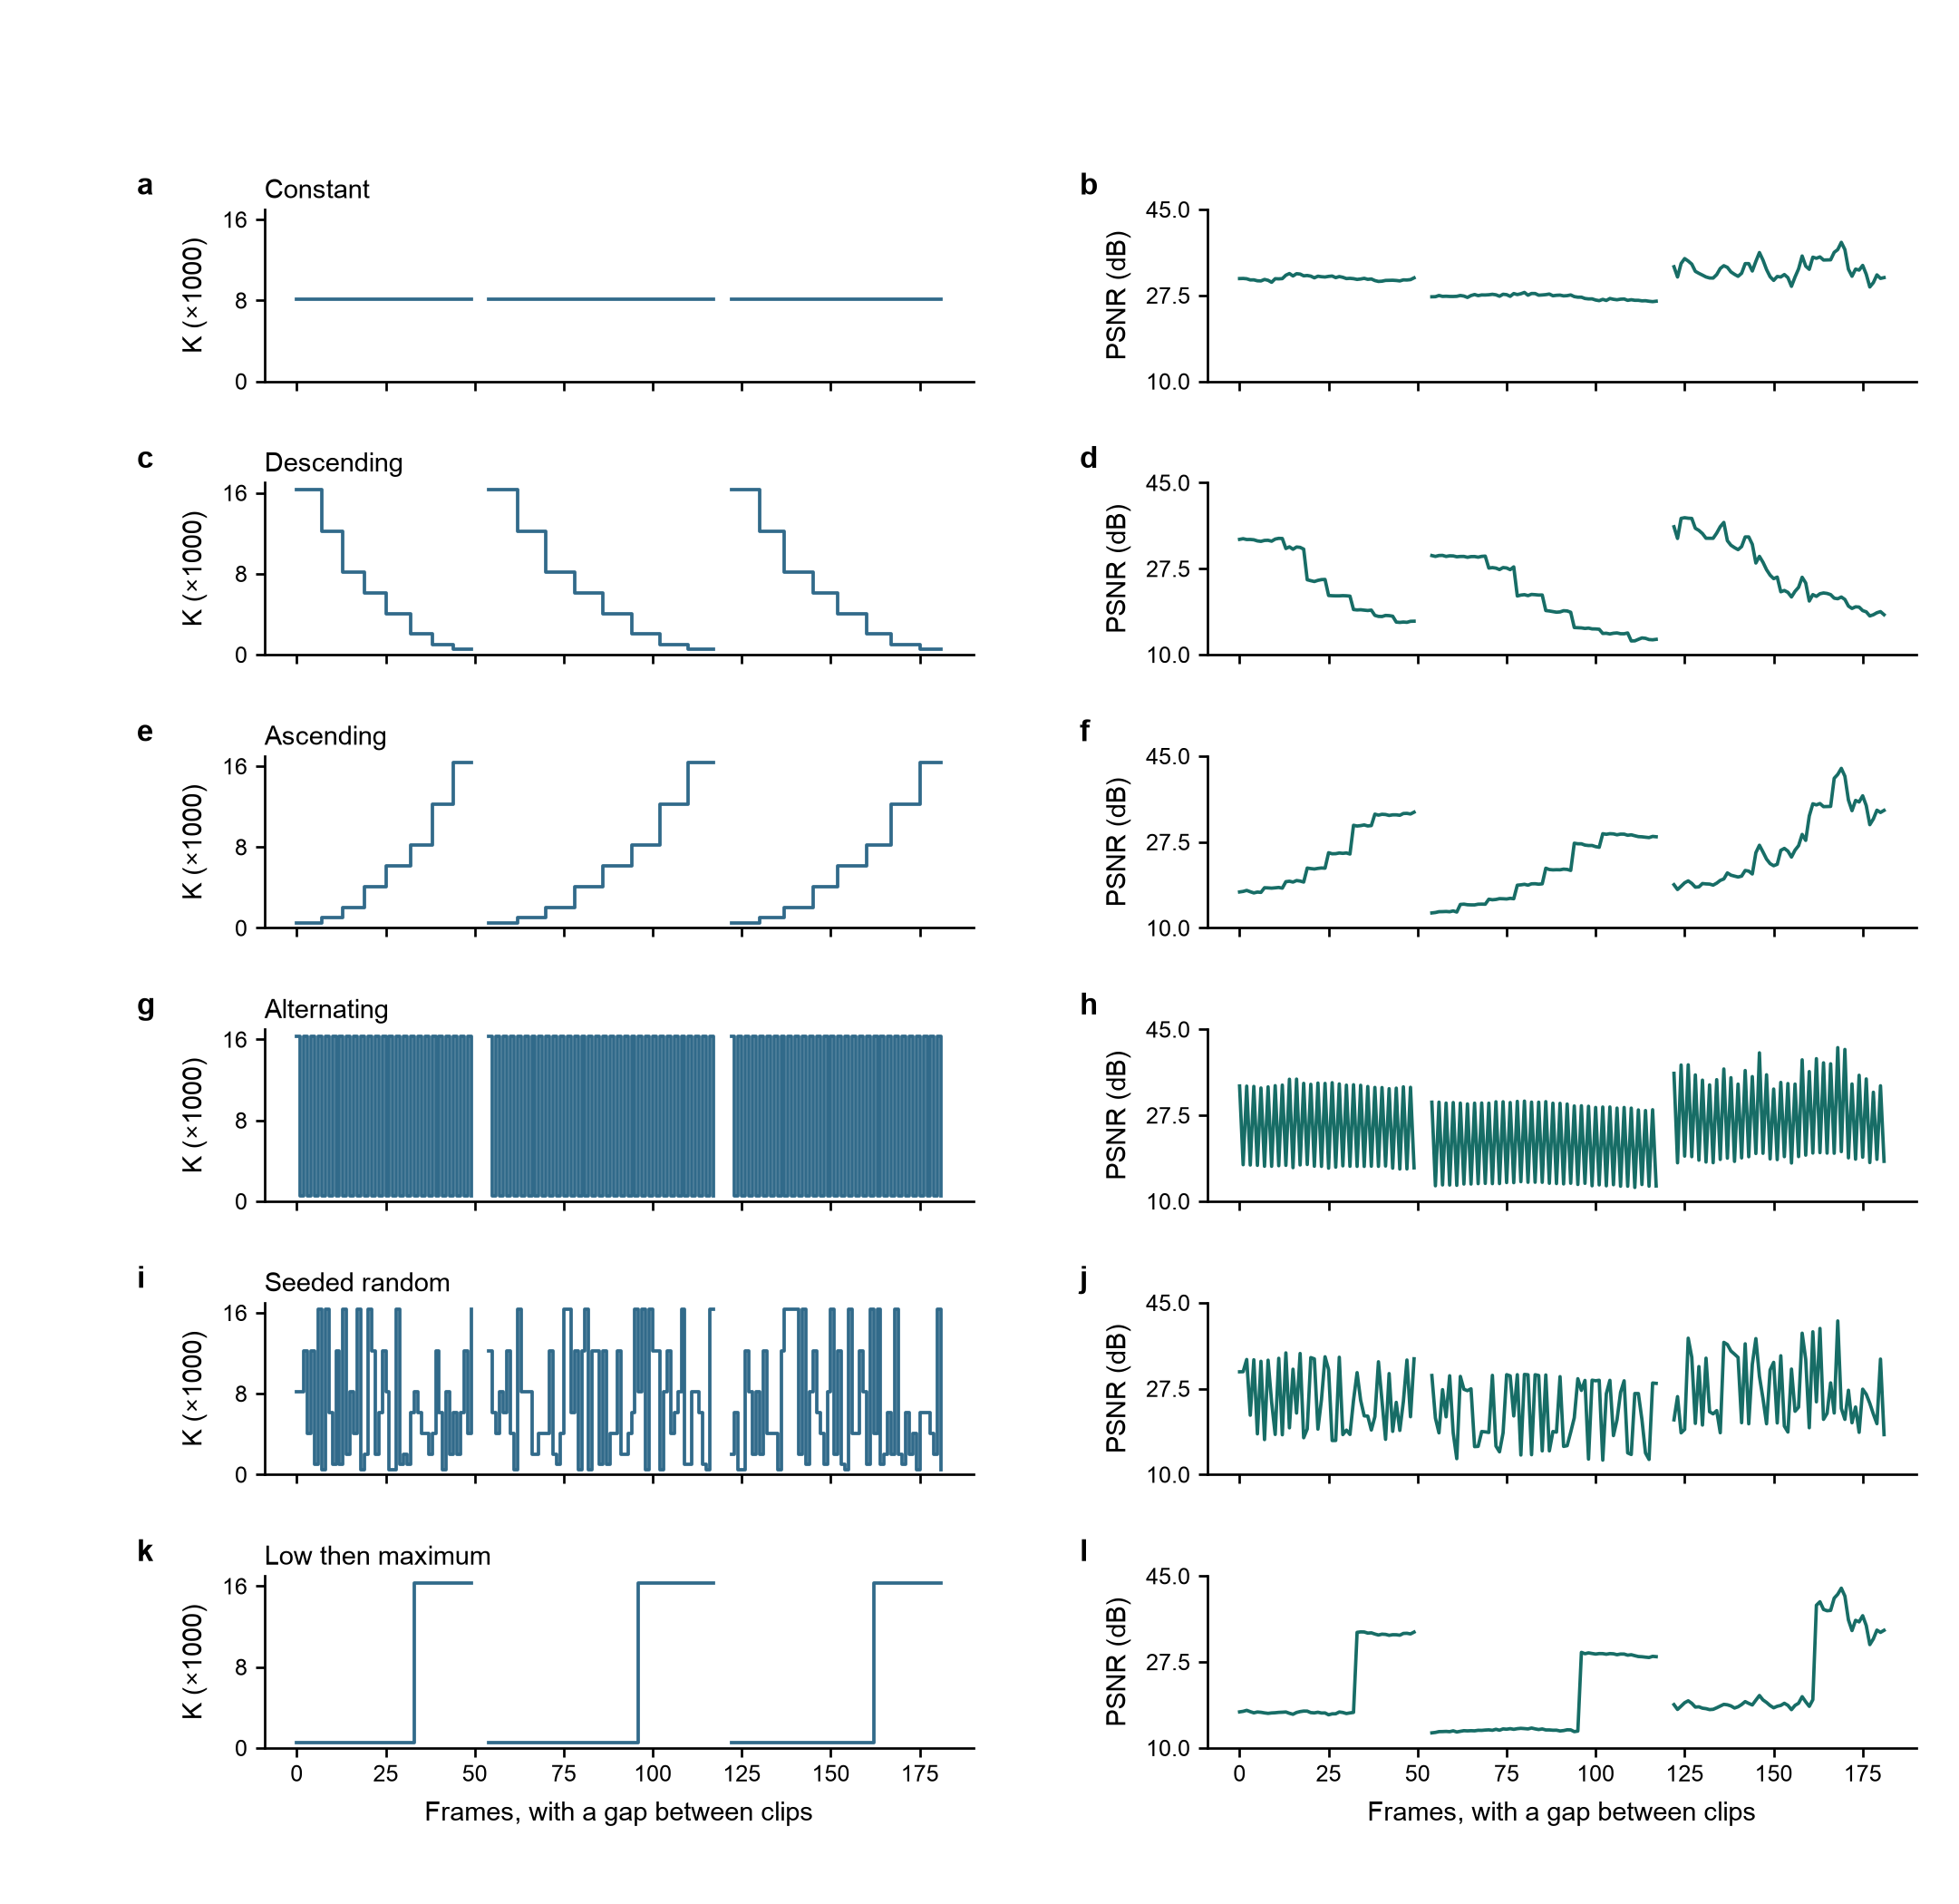 a
Constant
K (×1000)
16
8
0
b
PSNR (dB)
45.0
27.5
10.0
c
Descending
K (×1000)
16
8
0
d
PSNR (dB)
45.0
27.5
10.0
e
Ascending
K (×1000)
16
8
0
f
PSNR (dB)
45.0
27.5
10.0
g
Alternating
K (×1000)
16
8
0
h
PSNR (dB)
45.0
27.5
10.0
i
Seeded random
K (×1000)
16
8
0
j
PSNR (dB)
45.0
27.5
10.0
k
Low then maximum
K (×1000)
16
8
0
0 25 50 75 100 125 150 175
Frames, with a gap between clips
l
PSNR (dB)
45.0
27.5
10.0
0 25 50 75 100 125 150 175
Frames, with a gap between clips